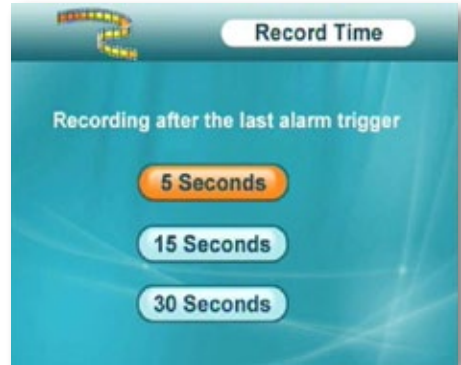 Record Time
Recording after the last alarm trigger
5 Seconds
15 Seconds
30 Seconds